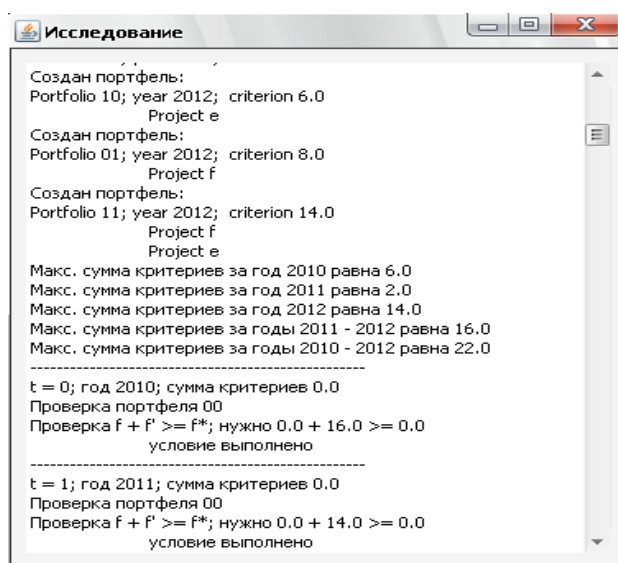 Исследование
Создан портфель:
Portfolio 10; year 2012;  criterion 6.0
Project e
Создан портфель:
Portfolio 01; year 2012;  criterion 8.0
Project f
Создан портфель:
Portfolio 11; year 2012;  criterion 14.0
Project f
Project e
Макс. сумма критериев за год 2010 равна 6.0
Макс. сумма критериев за год 2011 равна 2.0
Макс. сумма критериев за год 2012 равна 14.0
Макс. сумма критериев за годы 2011 - 2012 равна 16.0
Макс. сумма критериев за годы 2010 - 2012 равна 22.0
---------------------------------------------------
t = 0; год 2010; сумма критериев 0.0
Проверка портфеля 00
Проверка f + f' >= f*; нужно 0.0 + 16.0 >= 0.0
условие выполнено
---------------------------------------------------
t = 1; год 2011; сумма критериев 0.0
Проверка портфеля 00
Проверка f + f' >= f*; нужно 0.0 + 14.0 >= 0.0
условие выполнено